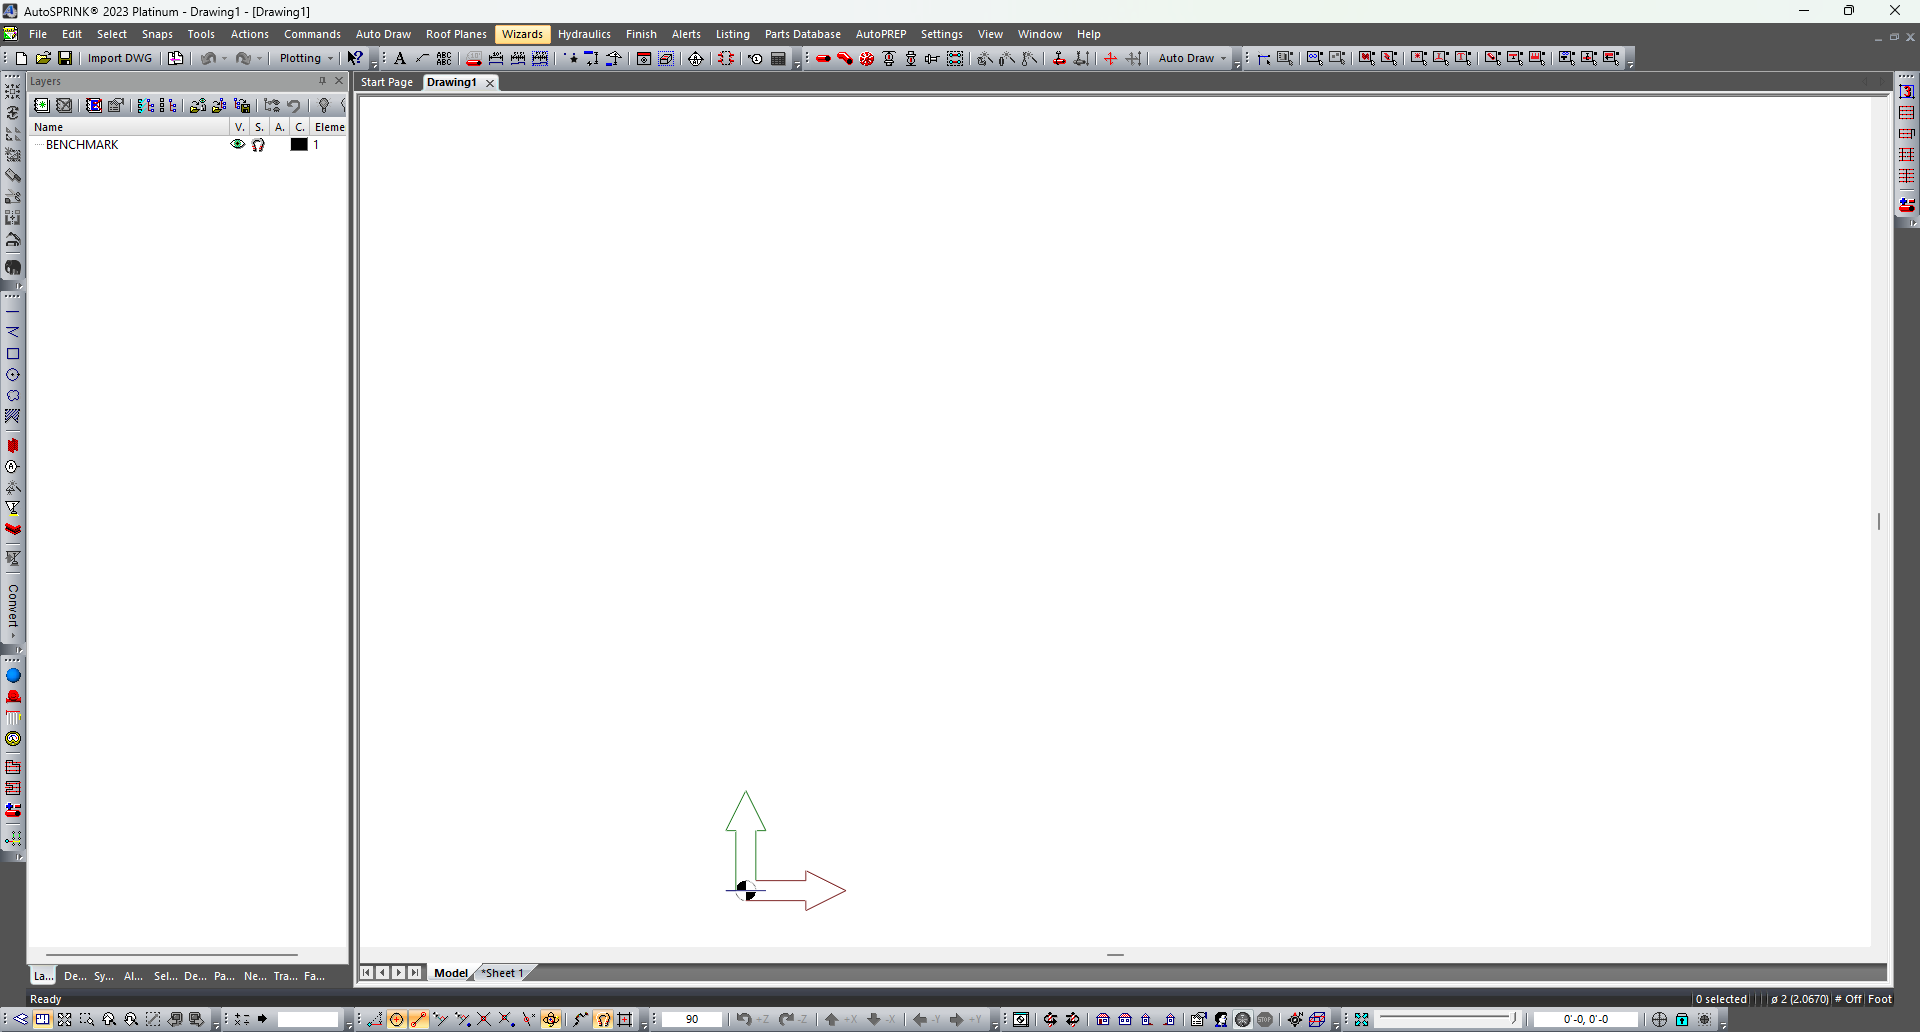 AutoSPRINK® 2023 Platinum - Drawing1 - [Drawing1]
File Edit Select Snaps Tools Actions Commands Auto Draw Roof Planes Wizards Hydraulics Finish Alerts Listing Parts Database AutoPREP Settings View Window Help
Import DWG Plotting A ABC Auto Draw
Layers
Start Page Drawing1
Name V. S. A. C. Eleme
BENCHMARK 1
Convert
La... De... Sy... Al... Sel... De... Pa... Ne... Tra... Fa...
Model *Sheet 1
Ready
0 selected ø 2 (2.0670) # Off Foot
90 +Z -Z +X -X -Y +Y STOP 0'-0, 0'-0